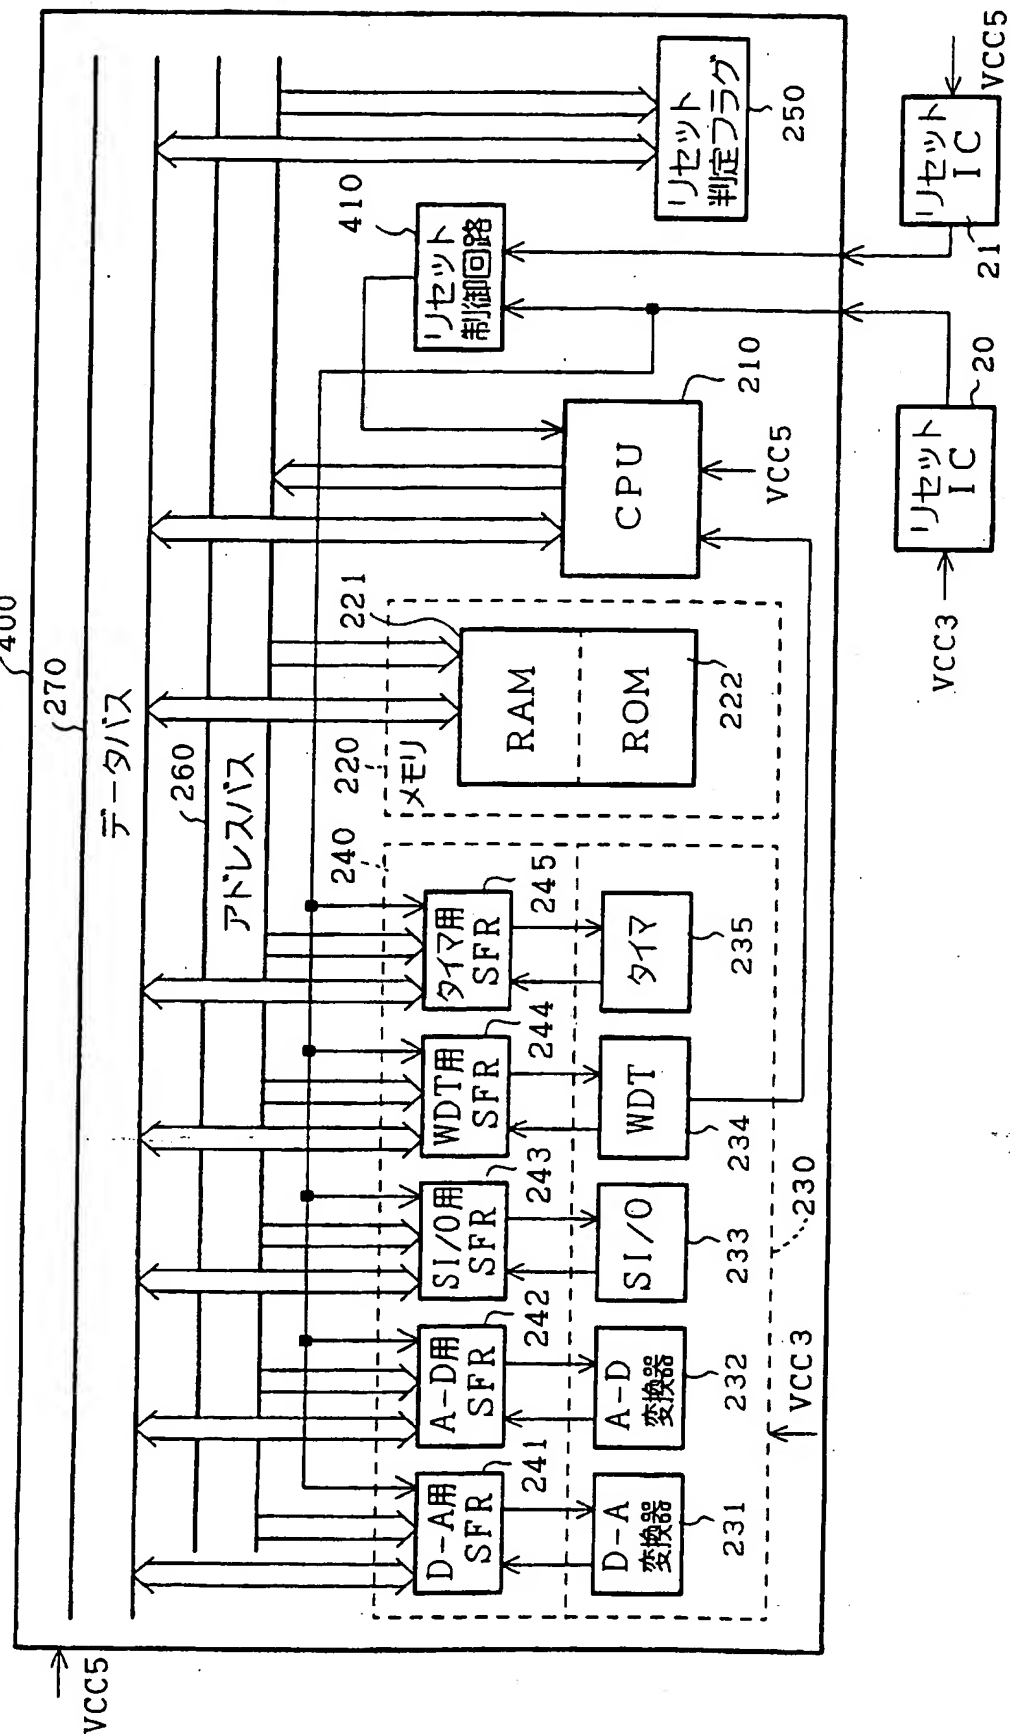 400
VCC5
270
データバス
260
アドレスバス
240
220
メモリ
221
RAM
ROM
222
CPU
210
VCC5
リセット
制御回路
410
リセット
判定フラグ
250
D-A用
SFR
241
A-D用
SFR
242
SI/O用
SFR
243
WDT用
SFR
244
タイマ用
SFR
245
D-A
変換器
231
A-D
変換器
232
SI/O
233
WDT
234
タイマ
235
230
VCC3
VCC3
リセット
IC
20
リセット
IC
21
VCC5